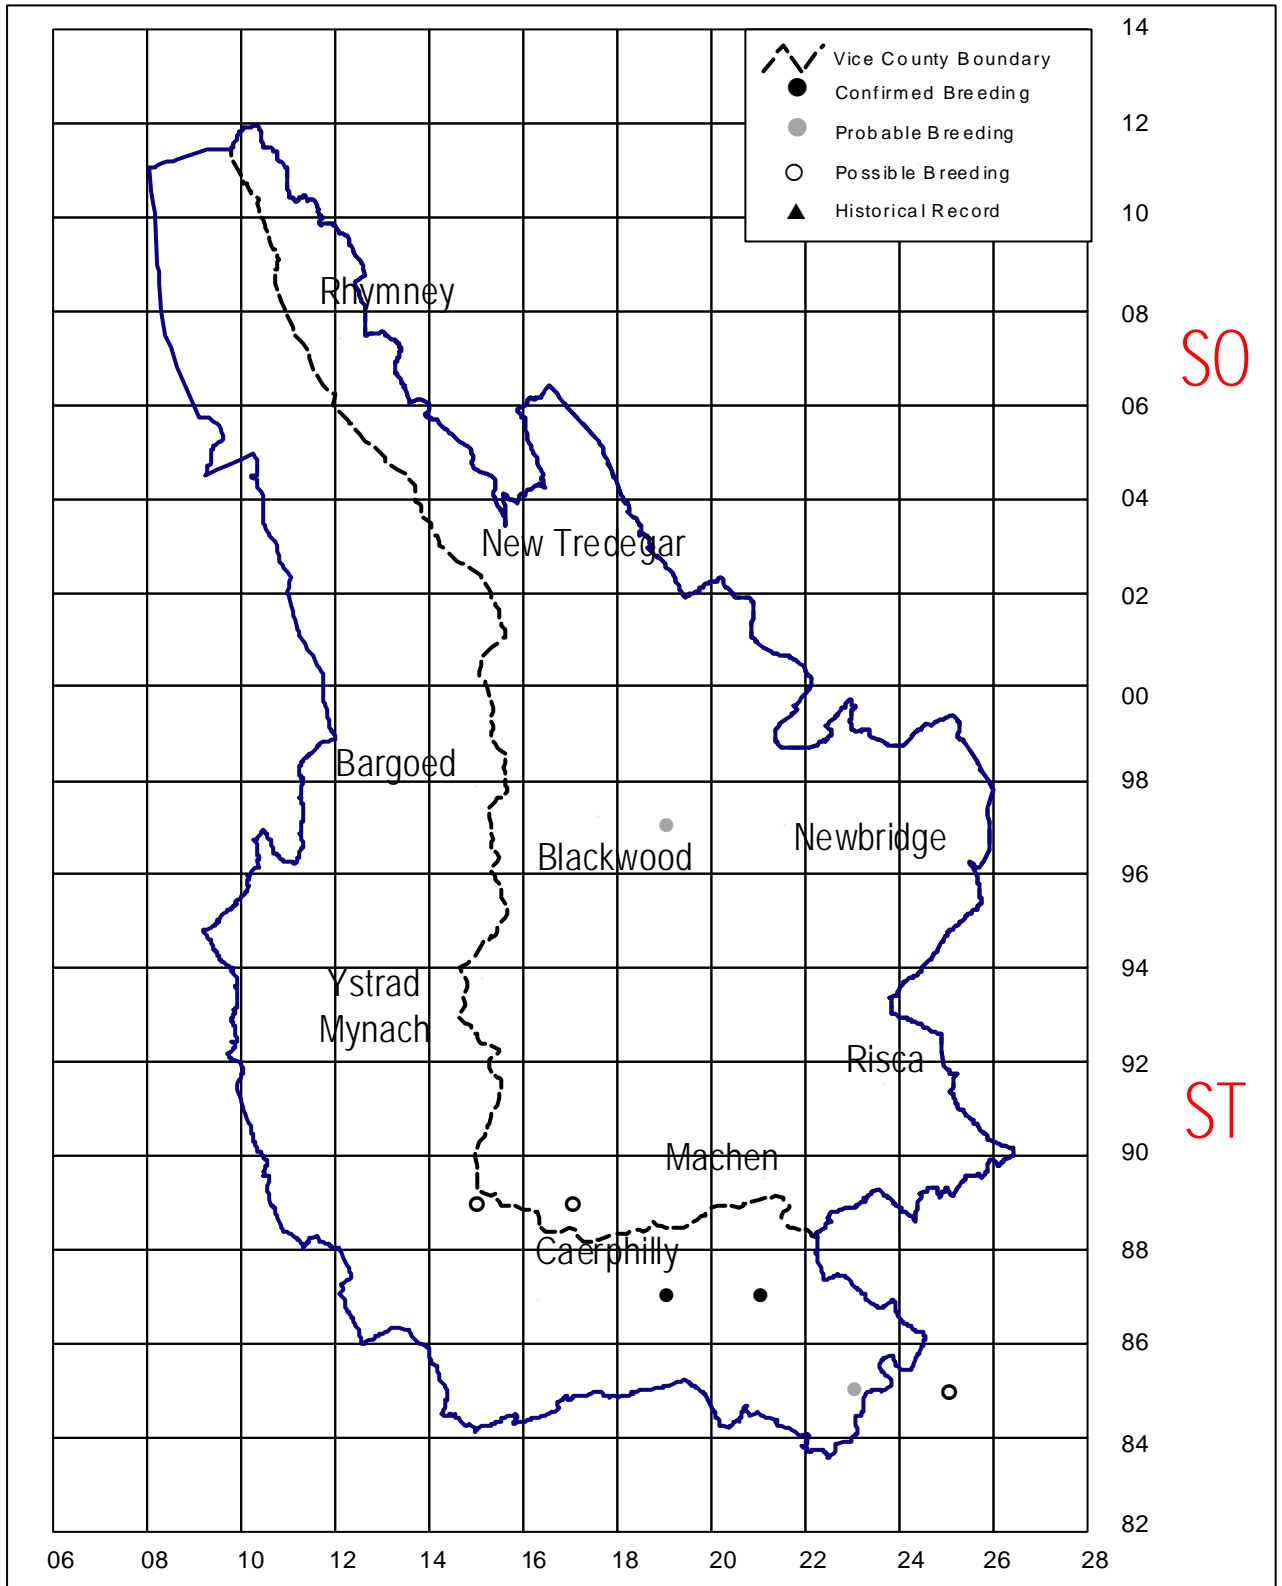 14
Vice County Boundary
Confirmed Breeding
12
Probable Breeding
Possible Breeding
Historical Record
10
Rhymney
08
SO
06
04
New Tredegar
02
00
Bargoed
98
Newbridge
Blackwood
96
94
Ystrad
Mynach
Risca
92
ST
Machen
90
Caerphilly
88
86
84
82
06 08 10 12 14 16 18 20 22 24 26 28